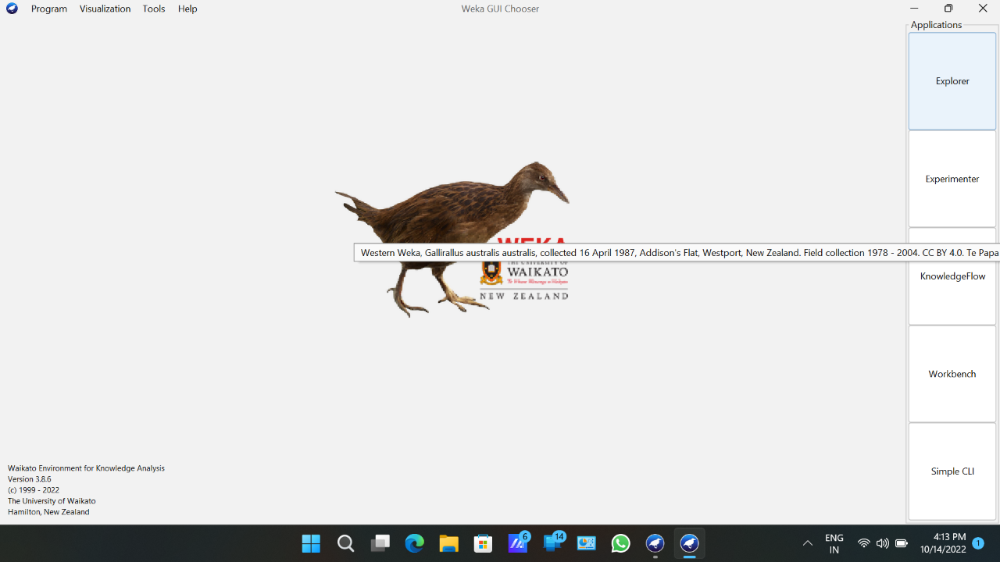 Program Visualization Tools Help
Weka GUI Chooser
Applications
Explorer
Experimenter
WEKA
Western Weka, Gallirallus australis australis, collected 16 April 1987, Addison's Flat, Westport, New Zealand. Field collection 1978 - 2004. CC BY 4.0. Te Papa
THE UNIVERSITY OF
WAIKATO
Te Whare Wānanga o Waikato
NEW ZEALAND
KnowledgeFlow
Workbench
Simple CLI
Waikato Environment for Knowledge Analysis
Version 3.8.6
(c) 1999 - 2022
The University of Waikato
Hamilton, New Zealand
6
14
ENG
IN
4:13 PM
10/14/2022
1